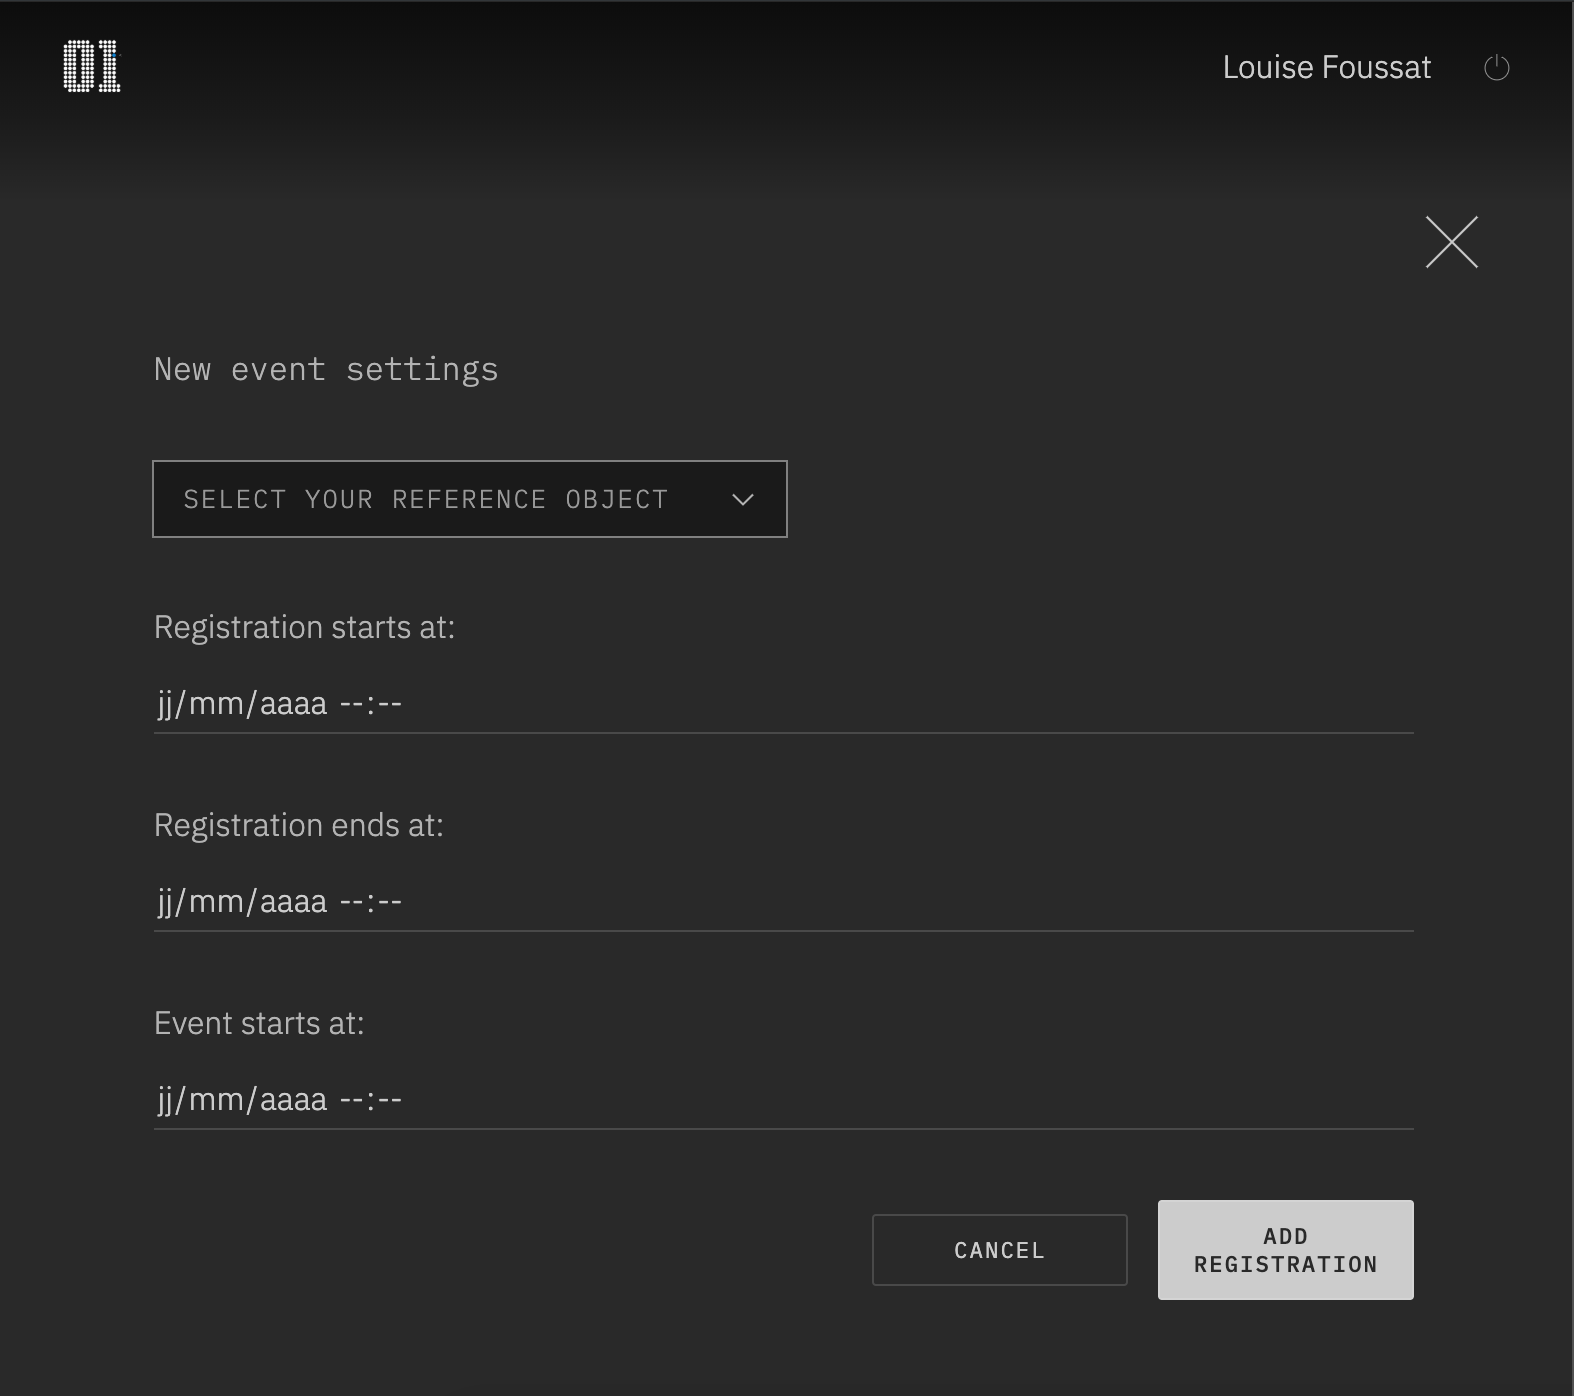 01
Louise Foussat
New event settings
SELECT YOUR REFERENCE OBJECT
Registration starts at:
jj/mm/aaaa --:--
Registration ends at:
jj/mm/aaaa --:--
Event starts at:
jj/mm/aaaa --:--
CANCEL
ADD
REGISTRATION